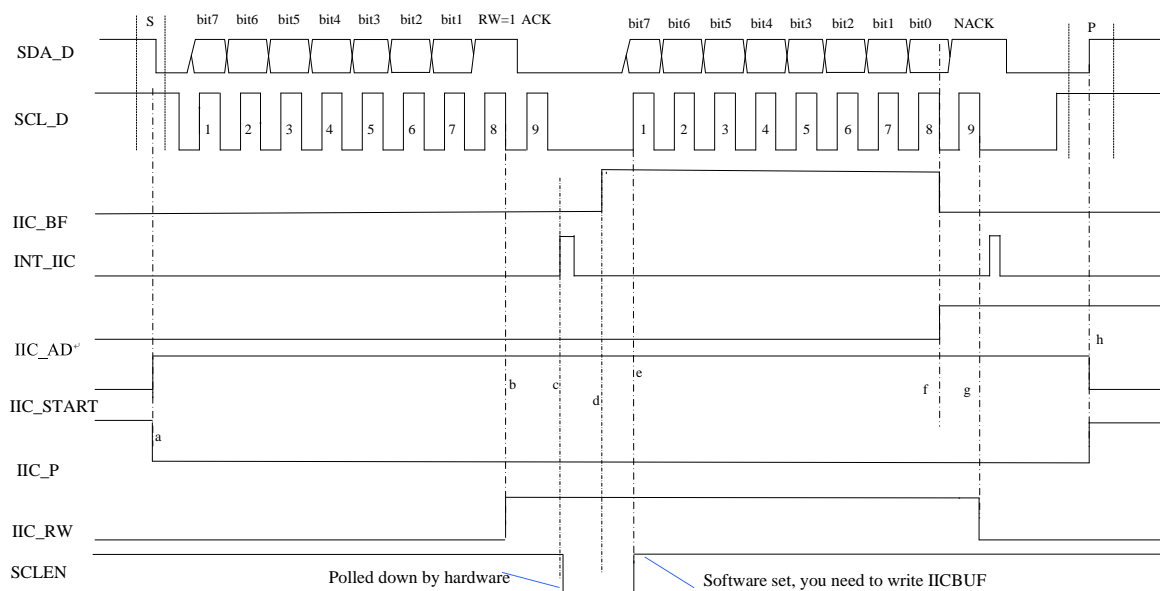 S bit7 bit6 bit5 bit4 bit3 bit2 bit1 RW=1 ACK bit7 bit6 bit5 bit4 bit3 bit2 bit1 bit0 NACK P
SDA_D
SCL_D
1 2 3 4 5 6 7 8 9 1 2 3 4 5 6 7 8 9
IIC_BF
INT_IIC
IIC_AD↵
h
b c d e f g
IIC_START
a
IIC_P
IIC_RW
SCLEN
Polled down by hardware
Software set, you need to write IICBUF